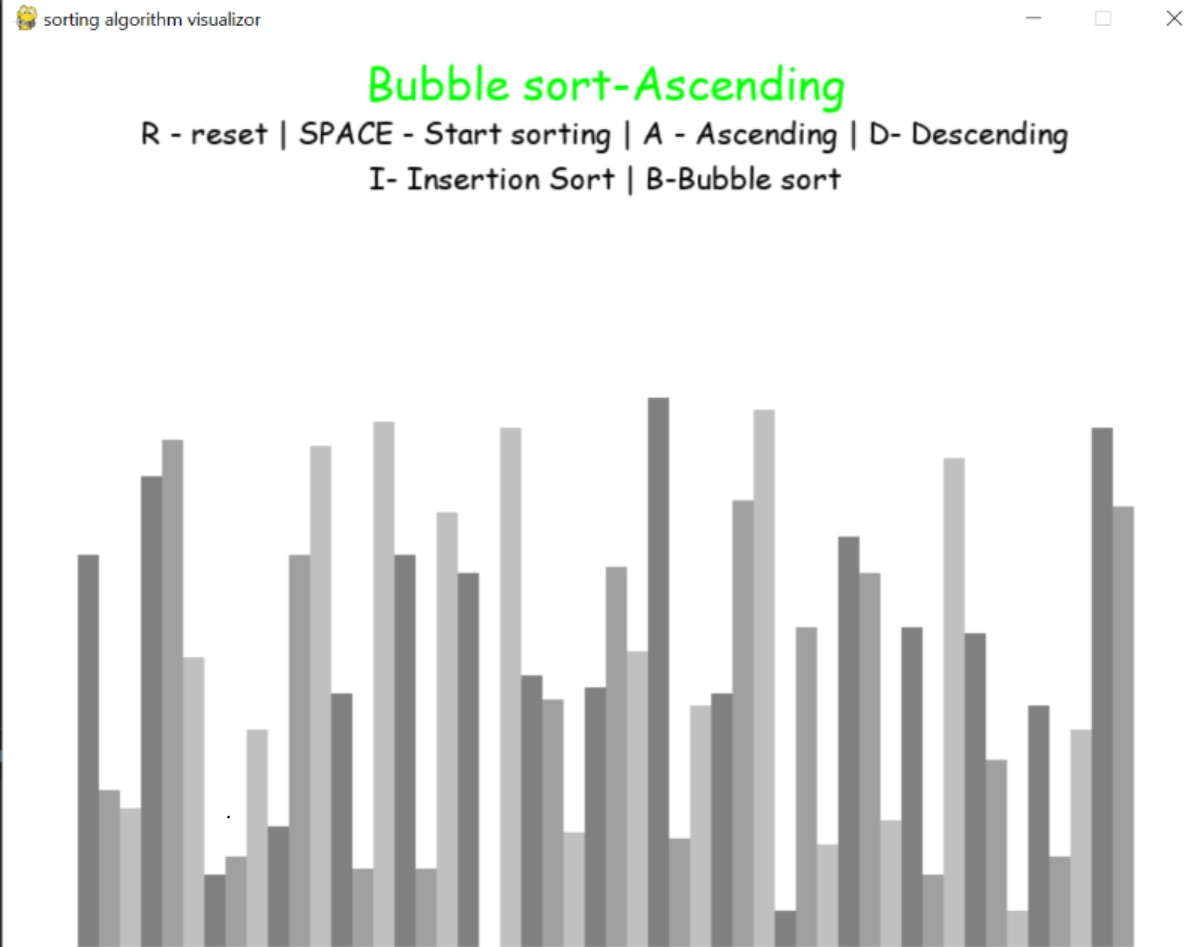 sorting algorithm visualizor
Bubble sort-Ascending
R - reset | SPACE - Start sorting | A - Ascending | D- Descending
I- Insertion Sort | B-Bubble sort